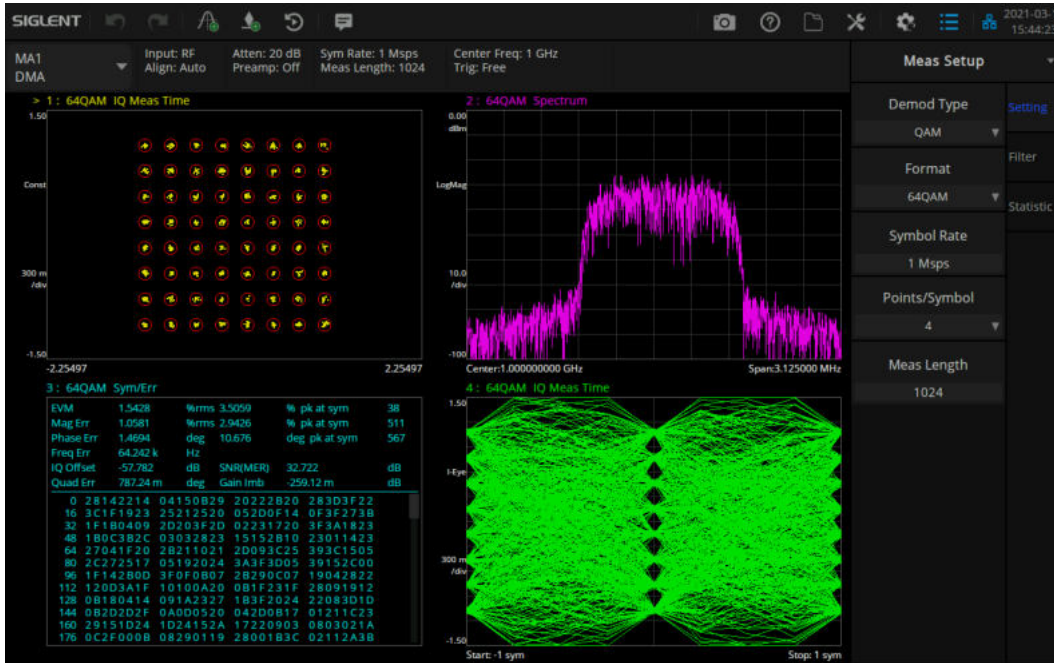 SIGLENT
2021-03-
15:44:23
MA1
DMA
Input: RF
Align: Auto
Atten: 20 dB
Preamp: Off
Sym Rate: 1 Msps
Meas Length: 1024
Center Freq: 1 GHz
Trig: Free
> 1 : 64QAM IQ Meas Time
1.50
Const
300 m
/div
-1.50
-2.25497 2.25497
2 : 64QAM Spectrum
0.00
dBm
LogMag
10.0
/div
-100
Center:1.000000000 GHz Span:3.125000 MHz
3 : 64QAM Sym/Err
EVM 1.5428 %rms 3.5059 % pk at sym 38
Mag Err 1.0581 %rms 2.9426 % pk at sym 511
Phase Err 1.4694 deg 10.676 deg pk at sym 567
Freq Err 64.242 k Hz
IQ Offset -57.782 dB SNR(MER) 32.722 dB
Quad Err 787.24 m deg Gain Imb -259.12 m dB
0 28142214 04150B29 20222B20 283D3F22
16 3C1F1923 25212520 052D0F14 0F3F273B
32 1F1B0409 2D203F2D 02231720 3F3A1823
48 1B0C3B2C 03032823 15152B10 23011423
64 27041F20 2B211021 2D093C25 393C1505
80 2C272517 05192024 3A3F3D05 39152C00
96 1F142B0D 3F0F0B07 2B290C07 19042822
112 120D3A1F 10100A20 0B1F231F 28091912
128 0B180414 091A2327 1B3F2024 22083D1D
144 0B2D2D2F 0A0D0520 042D0B17 01211C23
160 29151D24 1D24152A 17220903 0803021A
176 0C2F000B 08290119 28001B3C 02112A3B
4 : 64QAM IQ Meas Time
1.50
I-Eye
300 m
/div
-1.50
Start: -1 sym Stop: 1 sym
Meas Setup
Demod Type
QAM
Format
64QAM
Symbol Rate
1 Msps
Points/Symbol
4
Meas Length
1024
Setting
Filter
Statistic